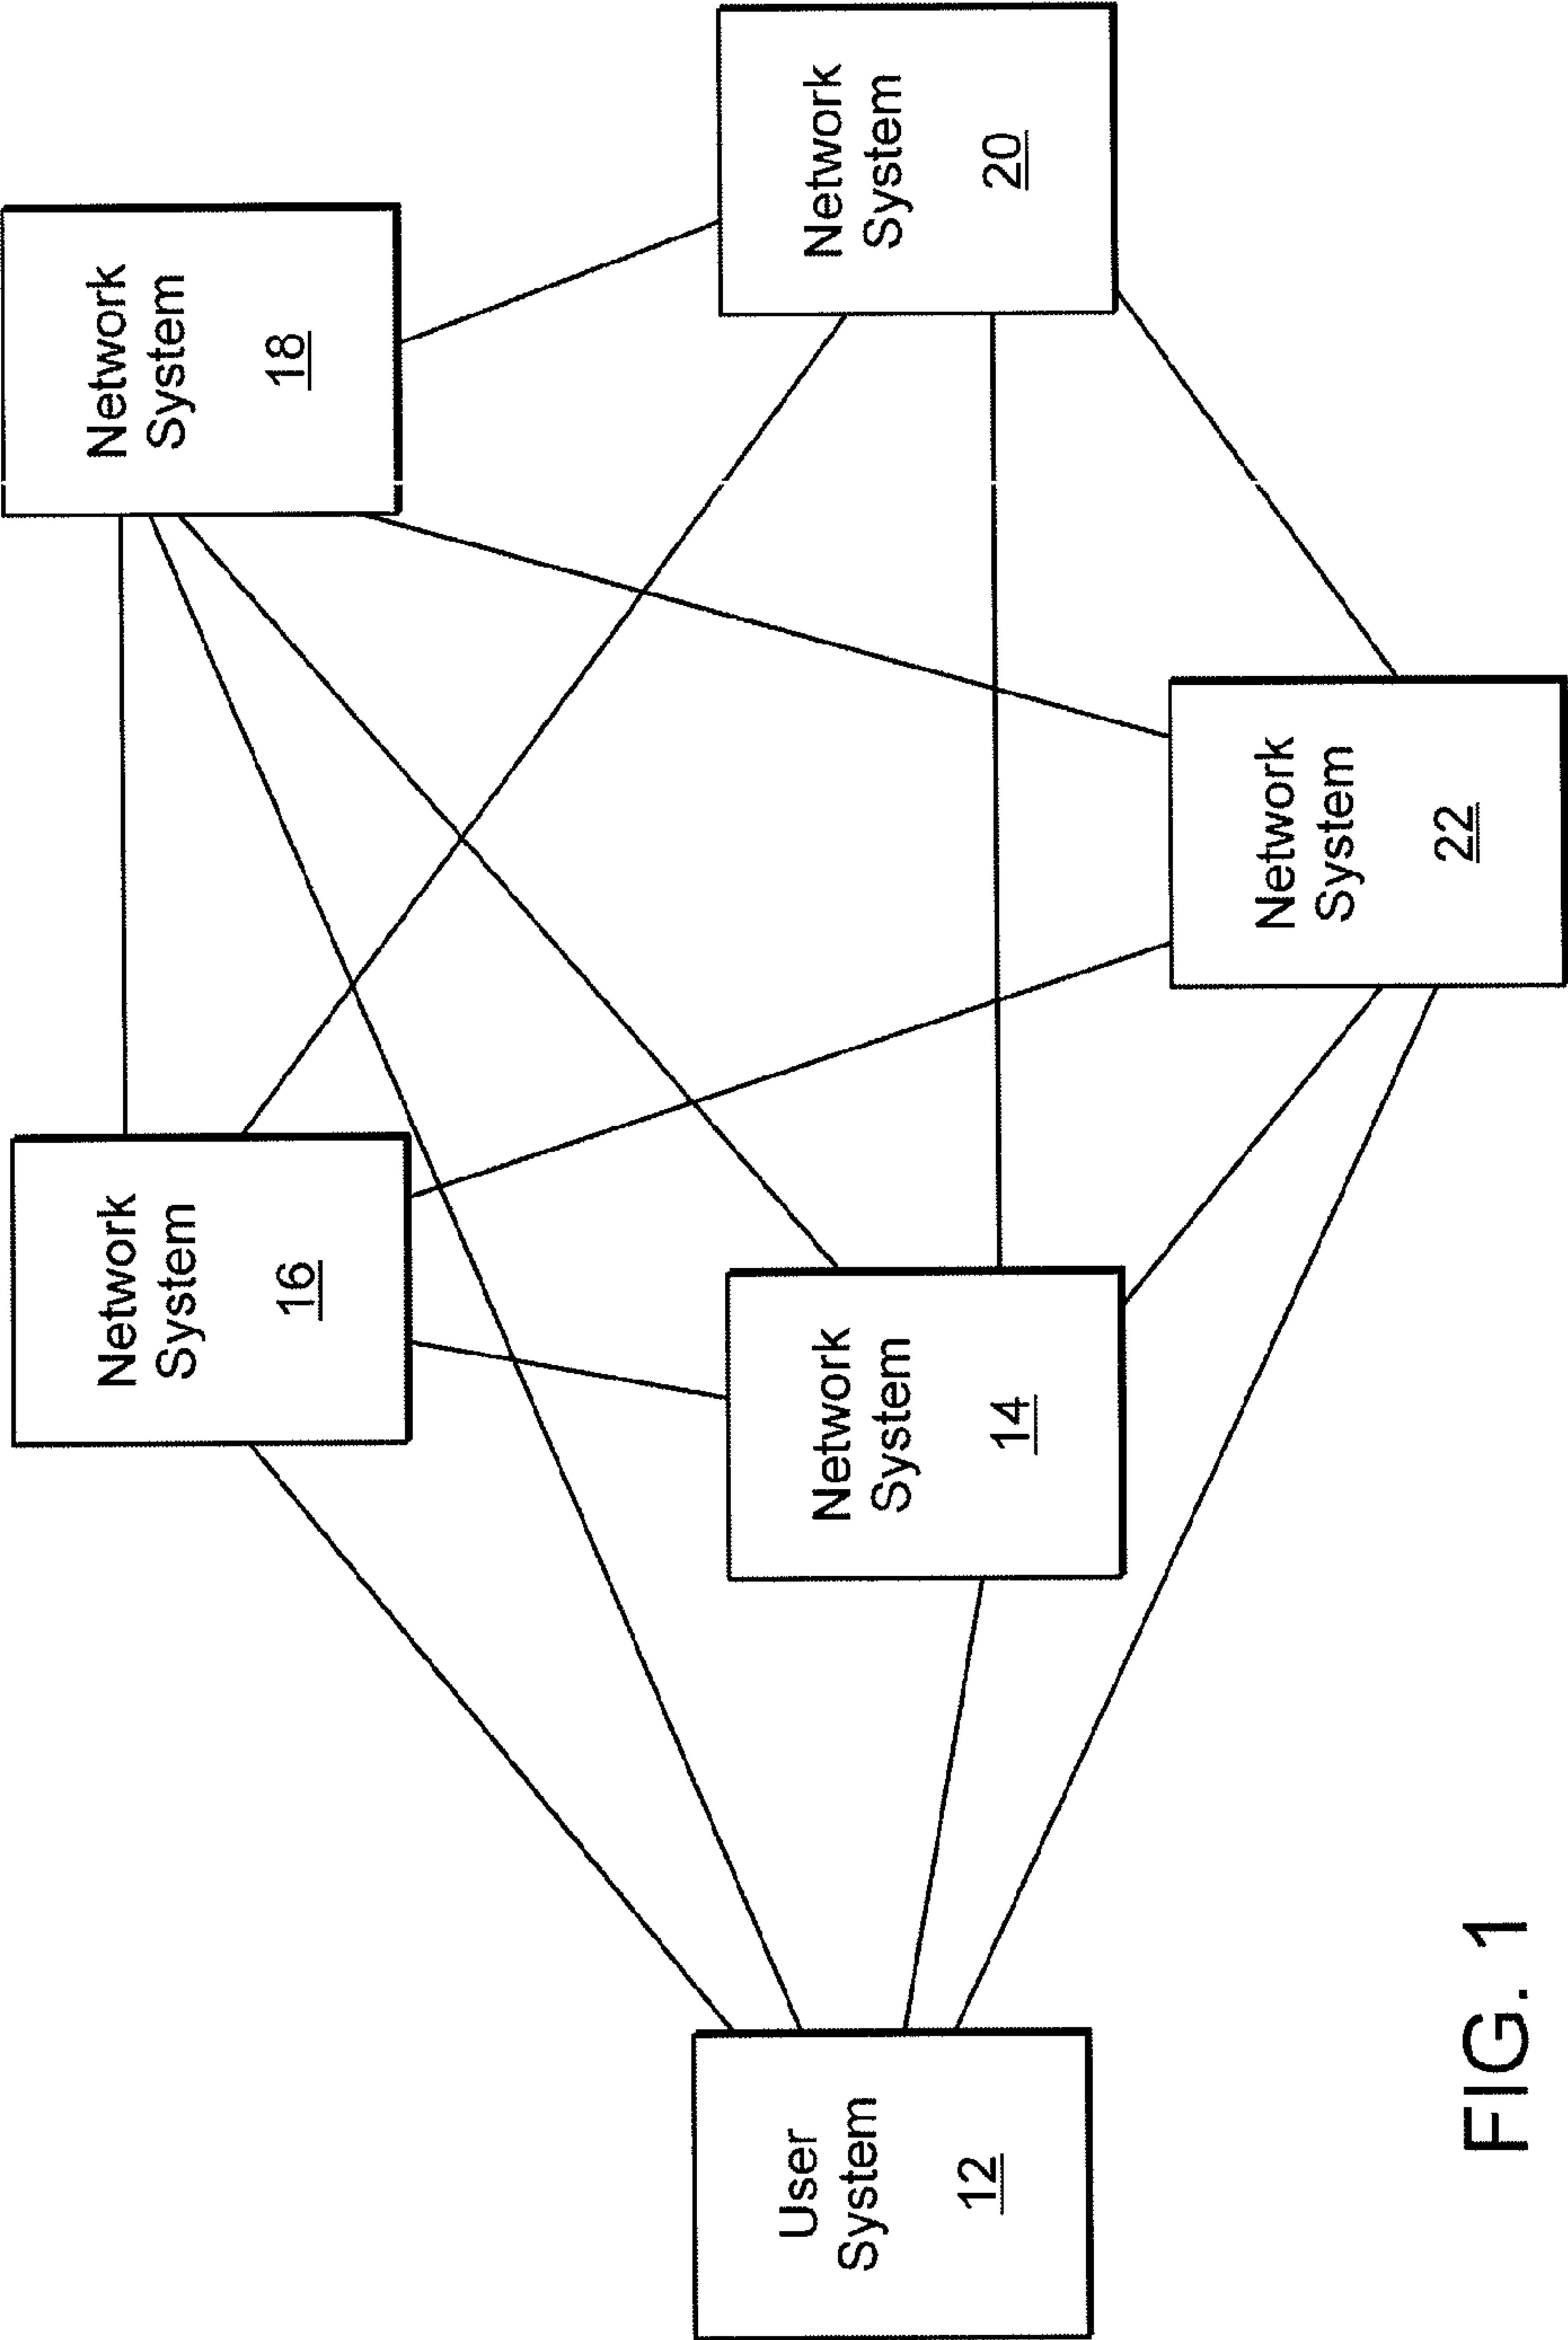 Network
System
16
Network
System
18
User
System
12
Network
System
14
Network
System
20
Network
System
22
FIG. 1